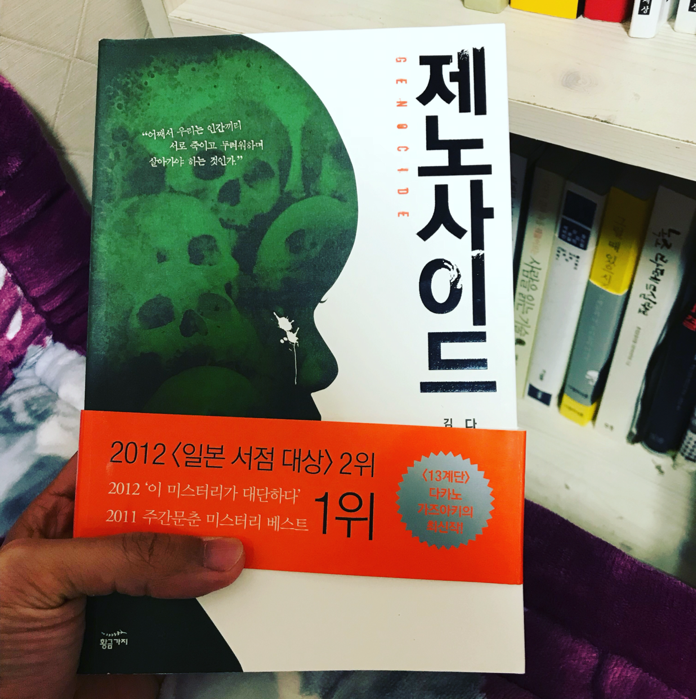 제노사이드
GENOCIDE
“어째서 우리는 인간끼리
서로 죽이고 두려워하며
살아가야 하는 것인가.”
김 다
2012 〈일본 서점 대상〉 2위
2012 ‘이 미스터리가 대단하다’
2011 주간문춘 미스터리 베스트
1위
〈13계단〉
다카노
가즈아키의
최신작!
황금가지